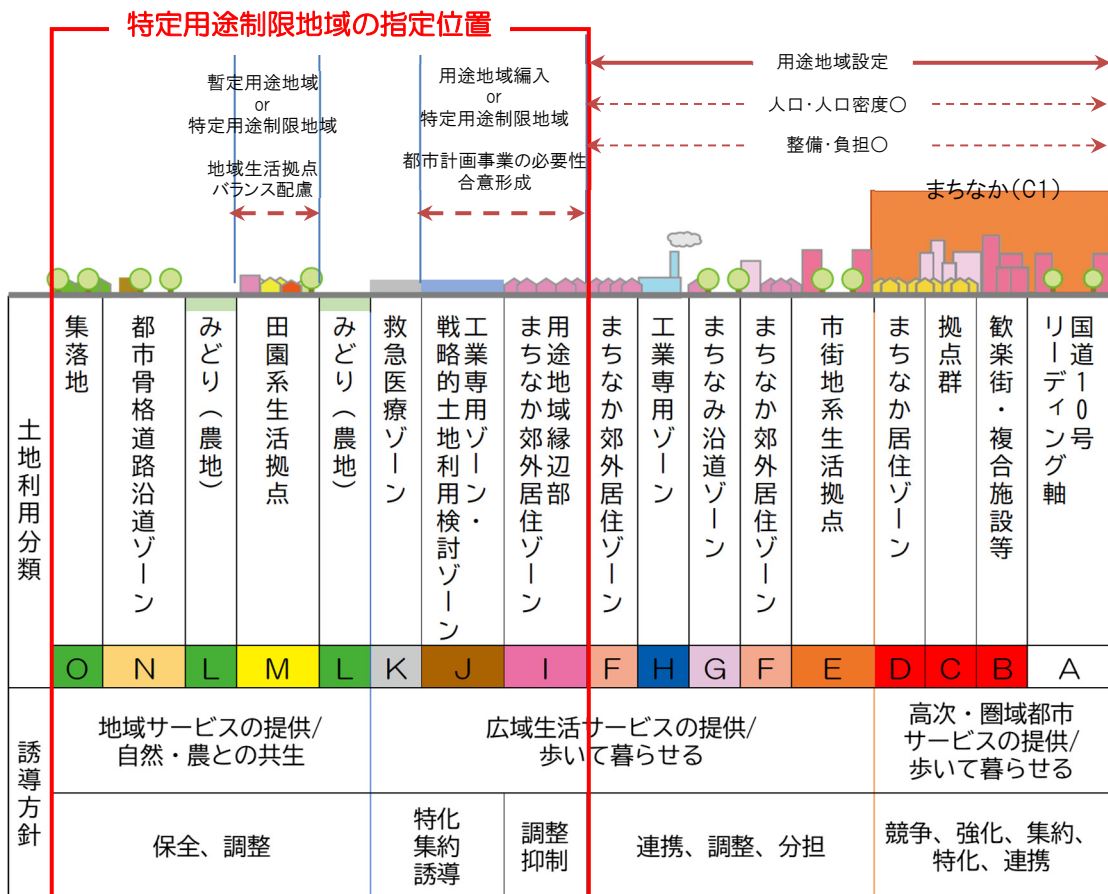 特定用途制限地域の指定位置
暫定用途地域
or
特定用途制限地域
地域生活拠点
バランス配慮
用途地域編入
or
特定用途制限地域
都市計画事業の必要性
合意形成
用途地域設定
人口・人口密度〇
整備・負担〇
まちなか(C1)
土地利用分類
集落地
都市骨格道路沿道ゾーン
みどり（農地）
田園系生活拠点
みどり（農地）
救急医療ゾーン
工業専用ゾーン・
戦略的土地利用検討ゾーン
用途地域縁辺部
まちなか郊外居住ゾーン
まちなか郊外居住ゾーン
工業専用ゾーン
まちなみ沿道ゾーン
まちなか郊外居住ゾーン
市街地系生活拠点
まちなか居住ゾーン
拠点群
歓楽街・複合施設等
国道10号
リーディング軸
O
N
L
M
L
K
J
I
F
H
G
F
E
D
C
B
A
誘導方針
地域サービスの提供/
自然・農との共生
広域生活サービスの提供/
歩いて暮らせる
高次・圏域都市
サービスの提供/
歩いて暮らせる
保全、調整
特化
集約
誘導
調整
抑制
連携、調整、分担
競争、強化、集約、
特化、連携